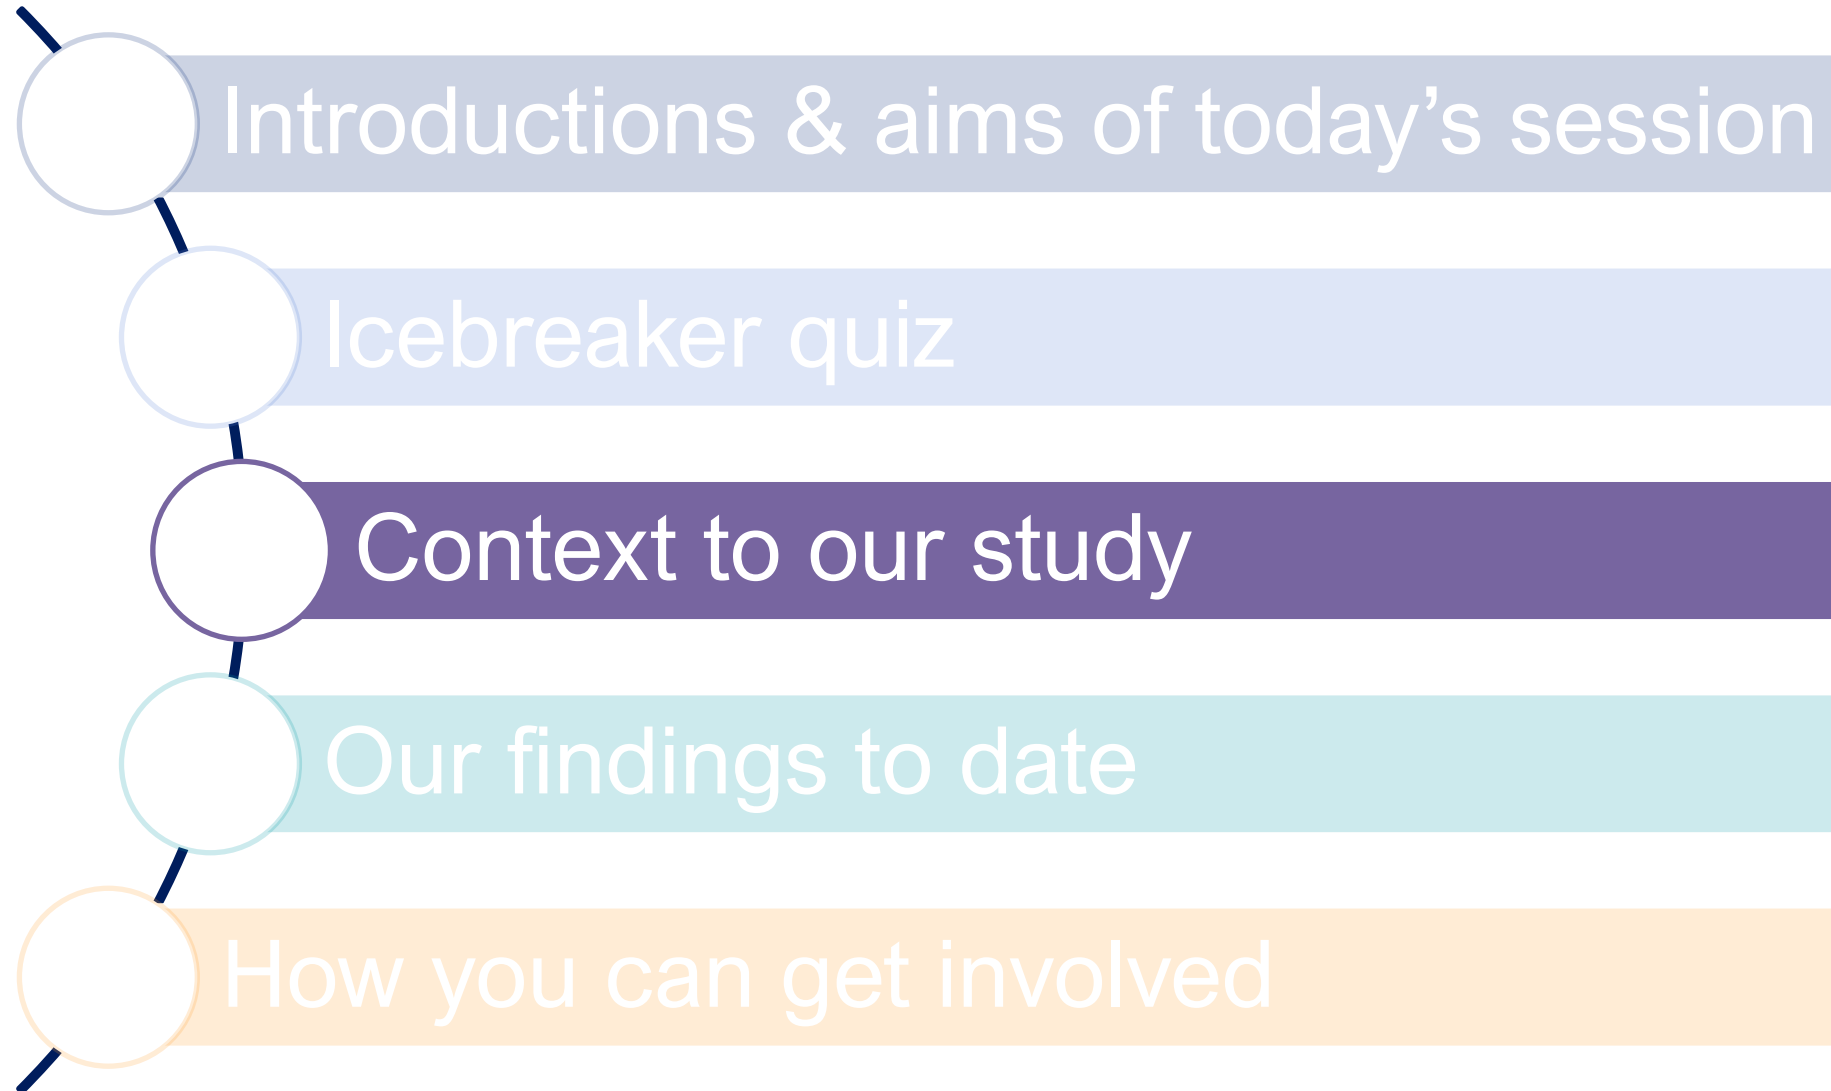 Introductions & aims of today’s session
Icebreaker quiz
Context to our study
Our findings to date
How you can get involved